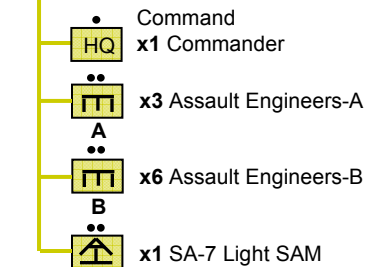 Command
HQ x1 Commander
x3 Assault Engineers-A
A
x6 Assault Engineers-B
B
x1 SA-7 Light SAM